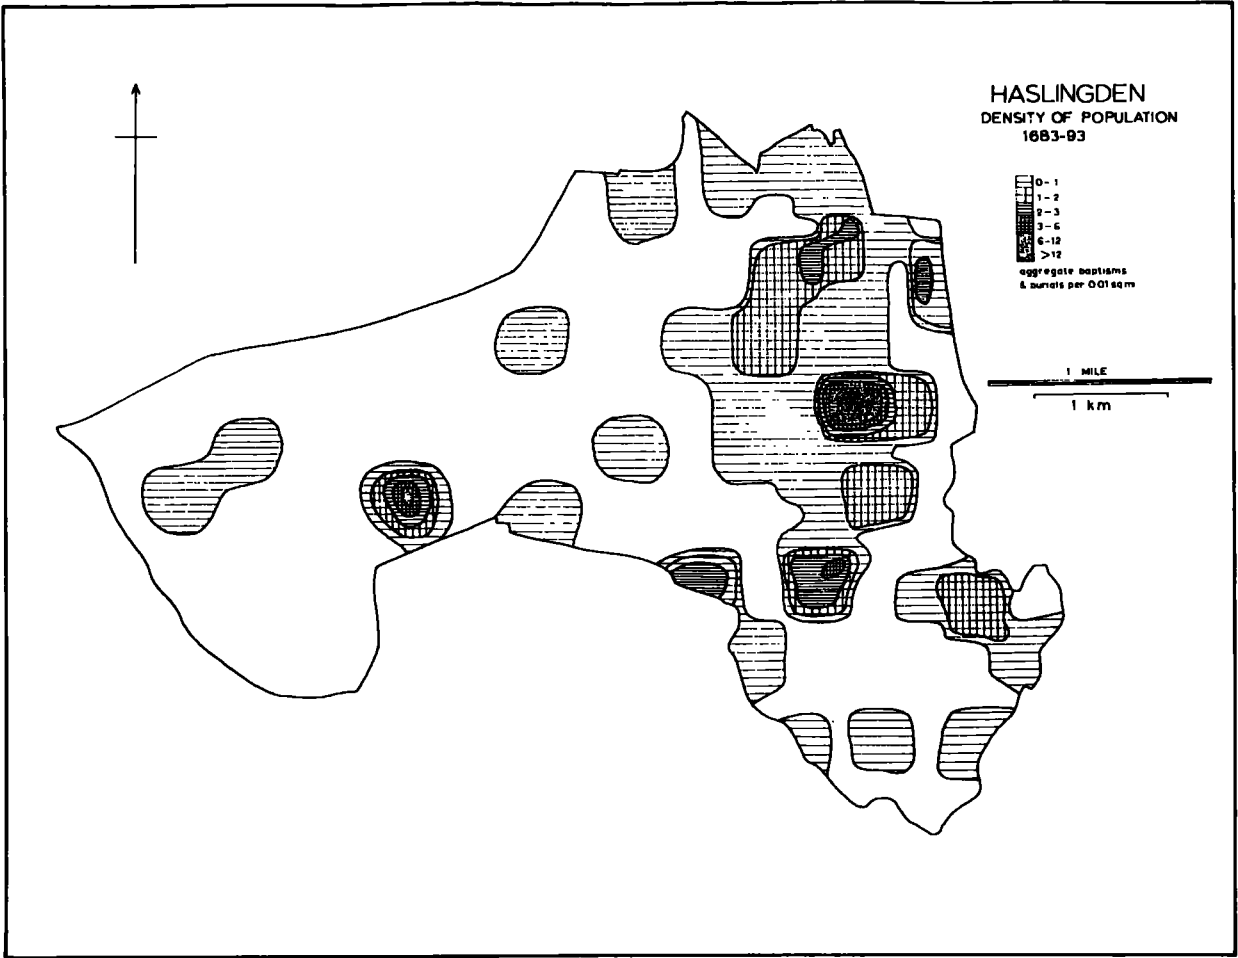 HASLINGDEN
DENSITY OF POPULATION
1683-93
0-1
1-2
2-3
3-6
6-12
>12
aggregate baptisms
& burials per 0.01 sq m
1 MILE
1 km